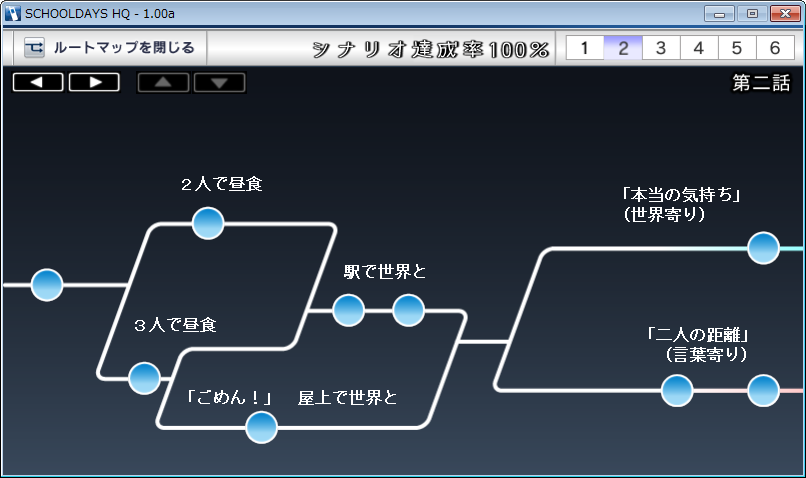 SCHOOLDAYS HQ - 1.00a
ルートマップを閉じる
シナリオ達成率100%
1 2 3 4 5 6
第二話
２人で昼食
「本当の気持ち」
（世界寄り）
駅で世界と
３人で昼食
「二人の距離」
（言葉寄り）
「ごめん！」　屋上で世界と